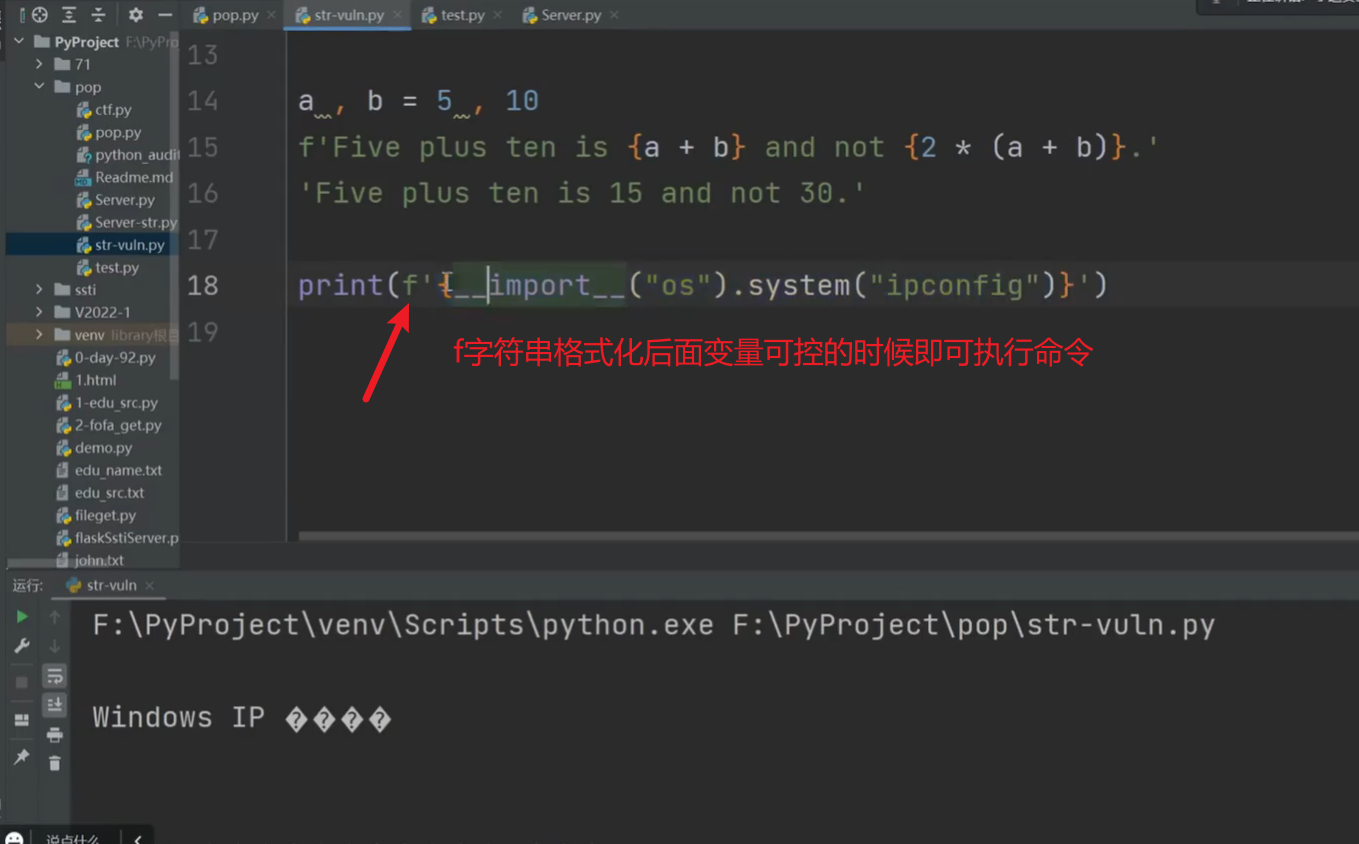 pop.py
str-vuln.py
test.py
Server.py
PyProject F:\PyPro
71
pop
ctf.py
pop.py
python_audit
Readme.md
Server.py
Server-str.py
str-vuln.py
test.py
ssti
V2022-1
venv library根目
0-day-92.py
1.html
1-edu_src.py
2-fofa_get.py
demo.py
edu_name.txt
edu_src.txt
fileget.py
flaskSstiServer.p
john.txt
13
14 a , b = 5 , 10
15 f'Five plus ten is {a + b} and not {2 * (a + b)}.'
16 'Five plus ten is 15 and not 30.'
17
18 print(f'{__import__("os").system("ipconfig")}')
19
f字符串格式化后面变量可控的时候即可执行命令
运行: str-vuln
F:\PyProject\venv\Scripts\python.exe F:\PyProject\pop\str-vuln.py
Windows IP ����
说点什么